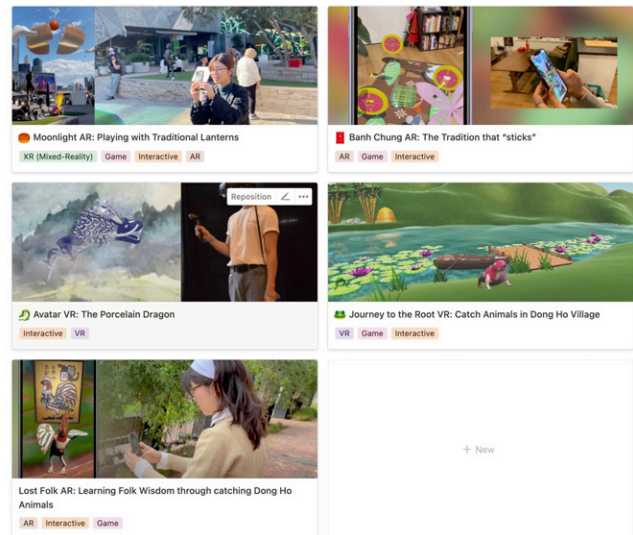 Moonlight AR: Playing with Traditional Lanterns
XR (Mixed-Reality) Game Interactive AR
Banh Chung AR: The Tradition that “sticks”
AR Game Interactive
Reposition
Avatar VR: The Porcelain Dragon
Interactive VR
Journey to the Root VR: Catch Animals in Dong Ho Village
VR Game Interactive
Lost Folk AR: Learning Folk Wisdom through catching Dong Ho
Animals
AR Interactive Game
+ New